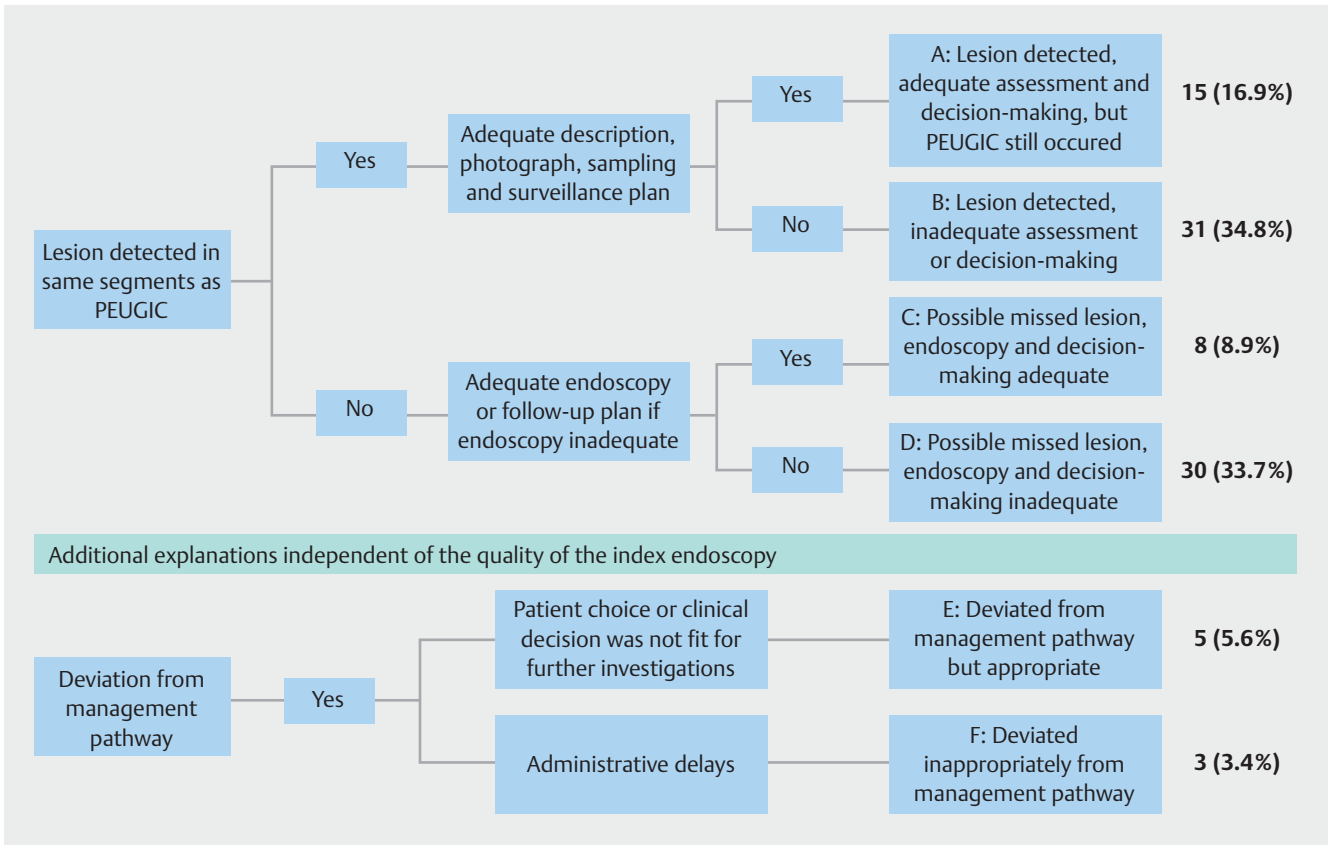 Lesion detected in
same segments as
PEUGIC
Yes
Adequate description,
photograph, sampling
and surveillance plan
Yes
A: Lesion detected,
adequate assessment and
decision-making, but
PEUGIC still occured
15 (16.9%)
No
B: Lesion detected,
inadequate assessment
or decision-making
31 (34.8%)
No
Adequate endoscopy
or follow-up plan if
endoscopy inadequate
Yes
C: Possible missed lesion,
endoscopy and decision-
making adequate
8 (8.9%)
No
D: Possible missed lesion,
endoscopy and decision-
making inadequate
30 (33.7%)
Additional explanations independent of the quality of the index endoscopy
Deviation from
management
pathway
Yes
Patient choice or clinical
decision was not fit for
further investigations
E: Deviated from
management pathway
but appropriate
5 (5.6%)
Administrative delays
F: Deviated
inappropriately from
management pathway
3 (3.4%)